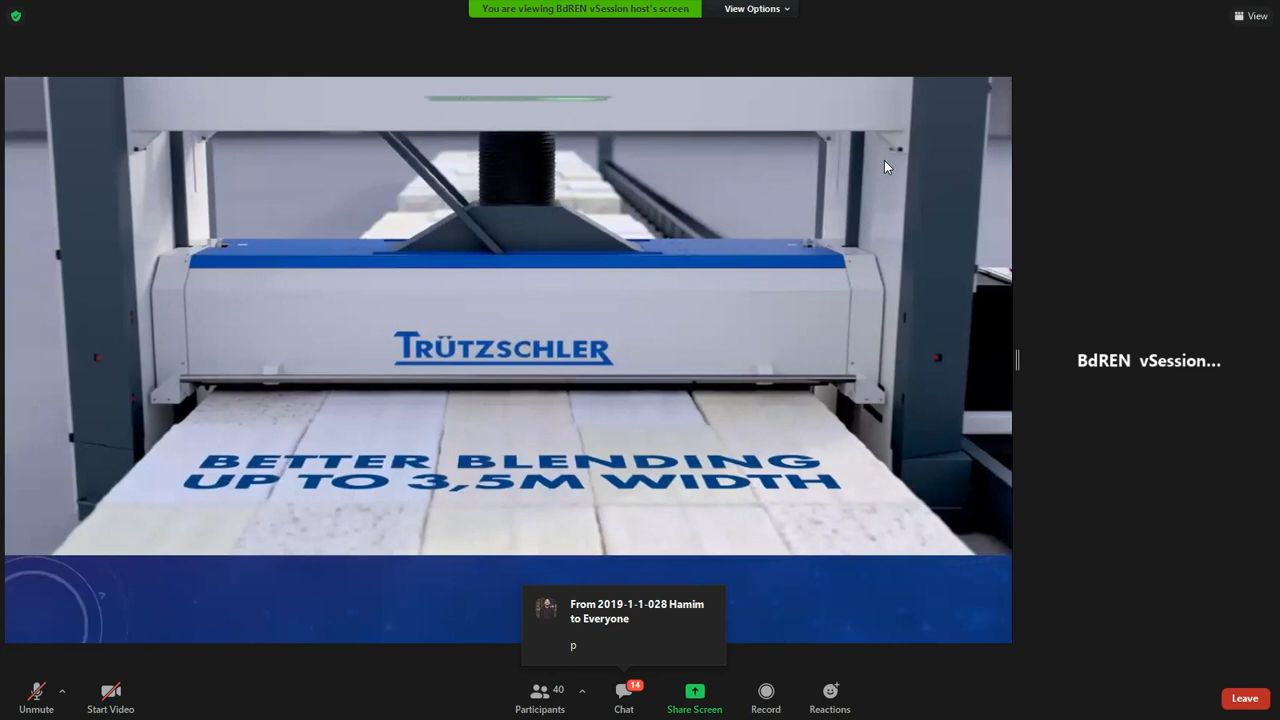 You are viewing BdREN vSession host's screen
View Options
View
TRÜTZSCHLER
BETTER BLENDING
UP TO 3,5M WIDTH
BdREN vSession...
From 2019-1-1-028 Hamim
to Everyone
p
Unmute
Start Video
40
Participants
14
Chat
Share Screen
Record
Reactions
Leave